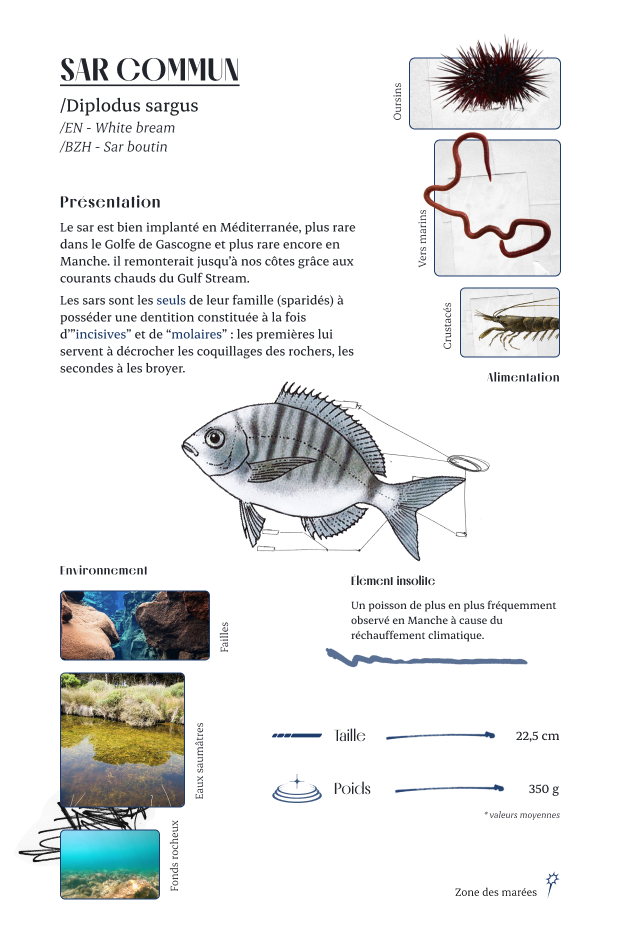 SAR COMMUN
/Diplodus sargus
/EN - White bream
/BZH - Sar boutin
Présentation
Le sar est bien implanté en Méditerranée, plus rare
dans le Golfe de Gascogne et plus rare encore en
Manche. il remonterait jusqu'à nos côtes grâce aux
courants chauds du Gulf Stream.
Les sars sont les seuls de leur famille (sparidés) à
posséder une dentition constituée à la fois
d'"incisives" et de "molaires" : les premières lui
servent à décrocher les coquillages des rochers, les
secondes à les broyer.
Oursins
Vers marins
Crustacés
Alimentation
Environnement
Failles
Eaux saumâtres
Fonds rocheux
Élement insolite
Un poisson de plus en plus fréquemment
observé en Manche à cause du
réchauffement climatique.
Taille 22,5 cm
Poids 350 g
* valeurs moyennes
Zone des marées